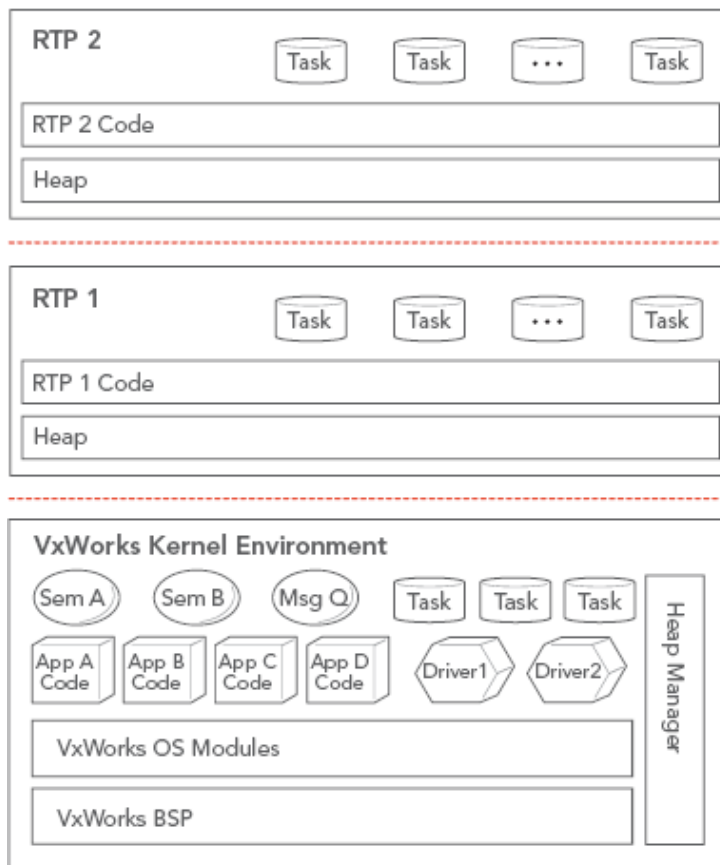 RTP 2
Task Task ... Task
RTP 2 Code
Heap
RTP 1
Task Task ... Task
RTP 1 Code
Heap
VxWorks Kernel Environment
Sem A Sem B Msg Q Task Task Task
App A Code App B Code App C Code App D Code Driver1 Driver2
Heap Manager
VxWorks OS Modules
VxWorks BSP